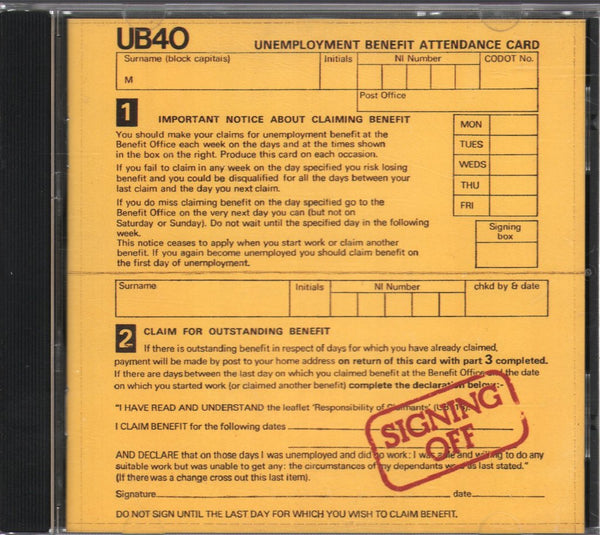 UB40 UNEMPLOYMENT BENEFIT ATTENDANCE CARD
Surname (block capitals) Initials NI Number CODOT No.
M
Post Office
1 IMPORTANT NOTICE ABOUT CLAIMING BENEFIT
You should make your claims for unemployment benefit at the
Benefit Office each week on the days and at the times shown
in the box on the right. Produce this card on each occasion.
If you fail to claim in any week on the day specified you risk losing
benefit and you could be disqualified for all the days between your
last claim and the day you next claim.
If you do miss claiming benefit on the day specified go to the
Benefit Office on the very next day you can (but not on
Saturday or Sunday). Do not wait until the specified day in the following
week.
This notice ceases to apply when you start work or claim another
benefit. If you again become unemployed you should claim benefit on
the first day of unemployment.
MON
TUES
WEDS
THU
FRI
Signing
box
Surname Initials NI Number chkd by & date
2 CLAIM FOR OUTSTANDING BENEFIT
If there is outstanding benefit in respect of days for which you have already claimed,
payment will be made by post to your home address on return of this card with part 3 completed.
If there are days between the last day on which you claimed benefit at the Benefit Office and the date
on which you started work (or claimed another benefit) complete the declaration below:-
"I HAVE READ AND UNDERSTAND the leaflet 'Responsibility of Claimants'
I CLAIM BENEFIT for the following dates
AND DECLARE that on those days I was unemployed and did no work: I was able and willing to do any
suitable work but was unable to get any: the circumstances of my dependants were as last stated."
(If there was a change cross out this last item).
Signature date
DO NOT SIGN UNTIL THE LAST DAY FOR WHICH YOU WISH TO CLAIM BENEFIT.
SIGNING
OFF